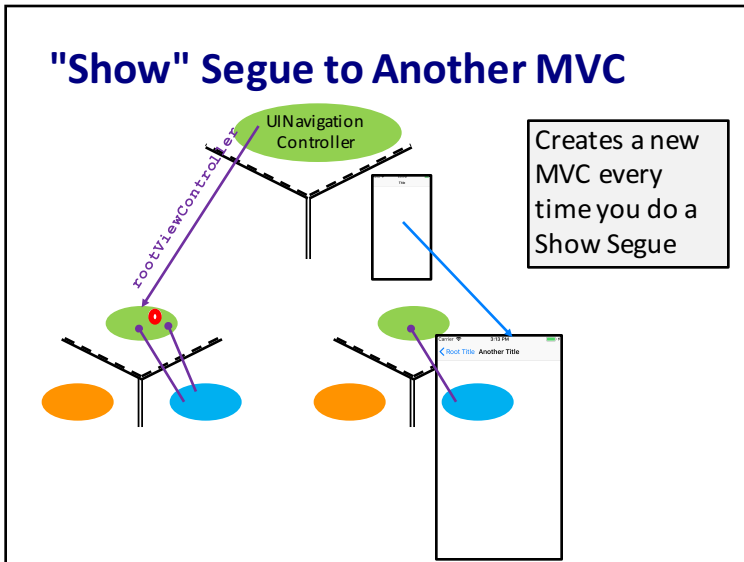 "Show" Segue to Another MVC
UINavigation
Controller
rootViewController
Title
Creates a new
MVC every
time you do a
Show Segue
Carrier 3:13 PM
Root Title Another Title